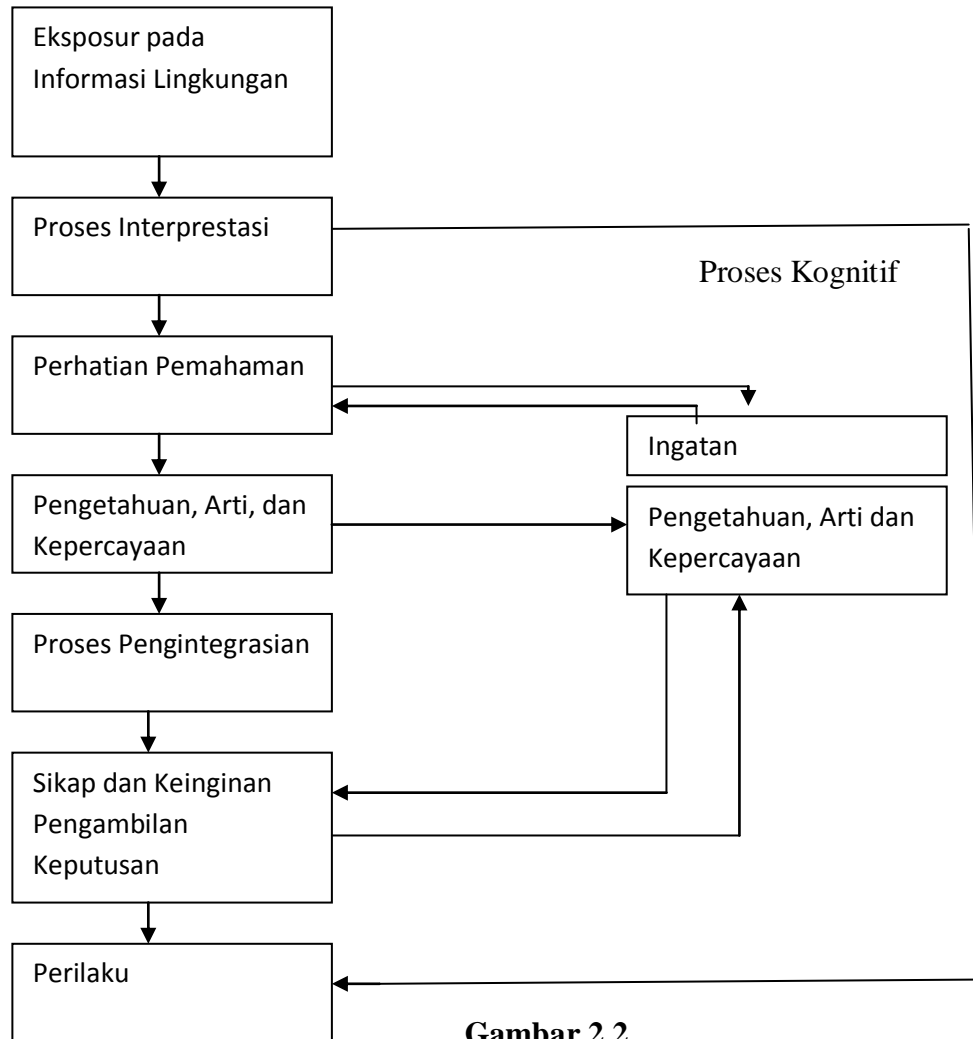 Eksposur pada
Informasi Lingkungan
Proses Interprestasi
Proses Kognitif
Perhatian Pemahaman
Ingatan
Pengetahuan, Arti, dan
Kepercayaan
Pengetahuan, Arti dan
Kepercayaan
Proses Pengintegrasian
Sikap dan Keinginan
Pengambilan
Keputusan
Perilaku
Gambar 2.2